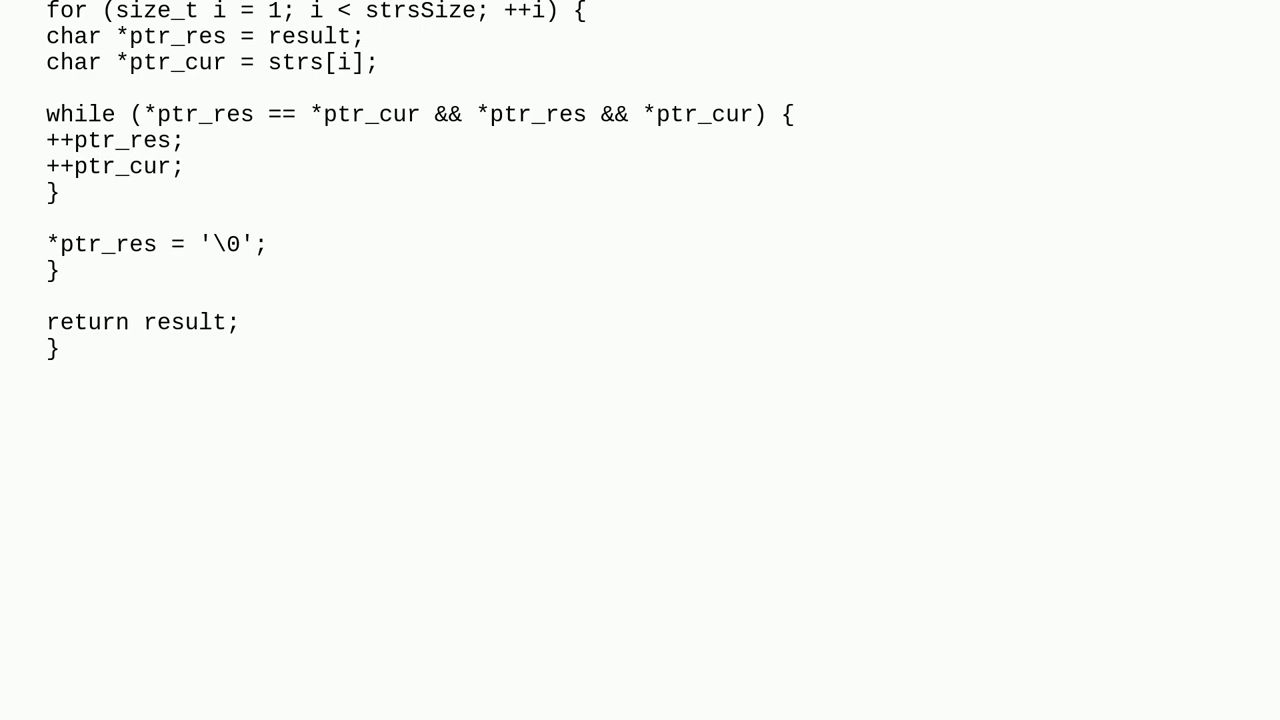 for (size_t i = 1; i < strsSize; ++i) {
char *ptr_res = result;
char *ptr_cur = strs[i];
while (*ptr_res == *ptr_cur && *ptr_res && *ptr_cur) {
++ptr_res;
++ptr_cur;
}
*ptr_res = '\0';
}
return result;
}